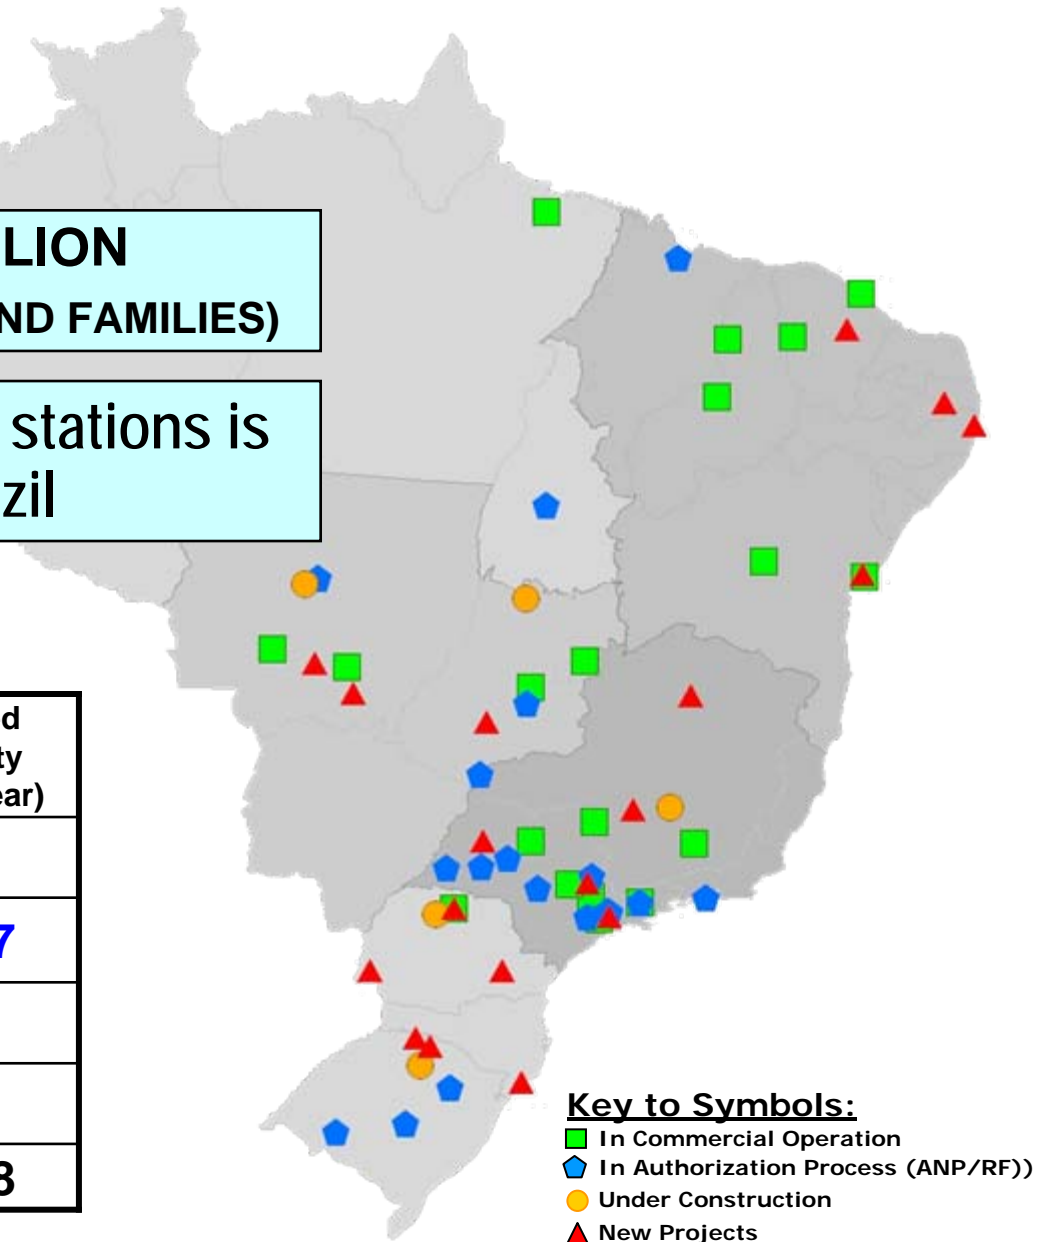 LION
ND FAMILIES)
stations is
zil
d
ty
ear)
7
8
Key to Symbols:
In Commercial Operation
In Authorization Process (ANP/RF))
Under Construction
New Projects